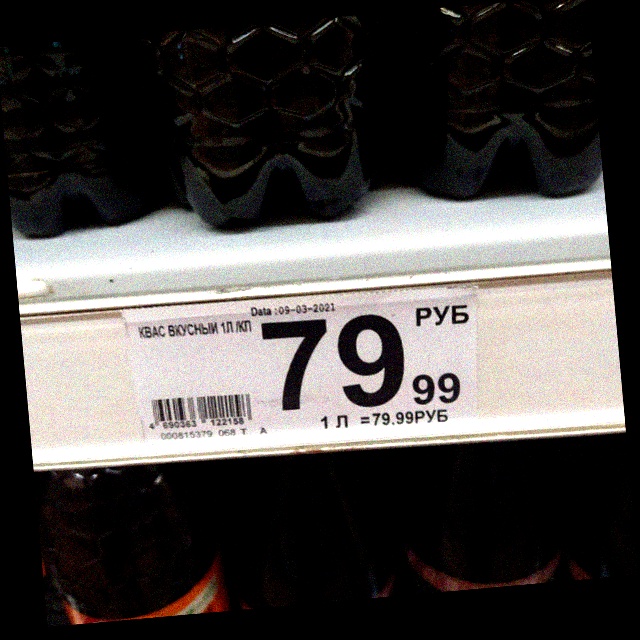 Data :09-03-2021
КВАС ВКУСНЫЙ 1Л /КП
79 99 РУБ
4 690363 122158
000815379 068 T A
1 Л =79.99РУБ